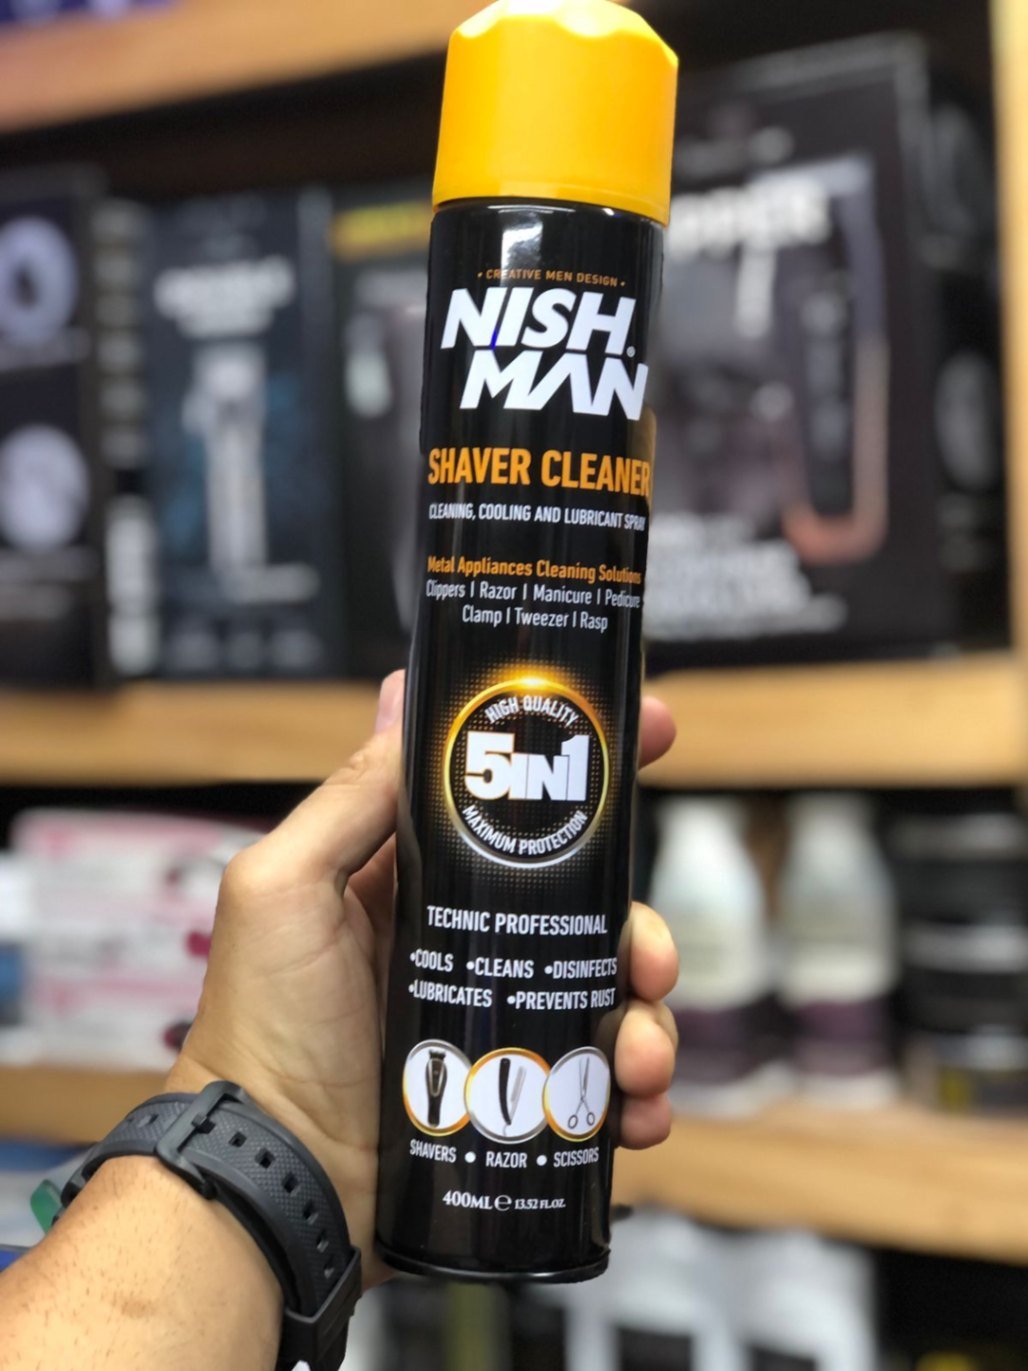 • CREATIVE MEN DESIGN •
NISH
MAN®
SHAVER CLEANER
CLEANING, COOLING AND LUBRICANT SPRAY
Metal Appliances Cleaning Solutions
Clippers | Razor | Manicure | Pedicure
Clamp | Tweezer | Rasp
HIGH QUALITY
5IN1
MAXIMUM PROTECTION
TECHNIC PROFESSIONAL
•COOLS •CLEANS •DISINFECTS
•LUBRICATES •PREVENTS RUST
SHAVERS • RAZOR • SCISSORS
400ML ℮ 13.52 FL.OZ.